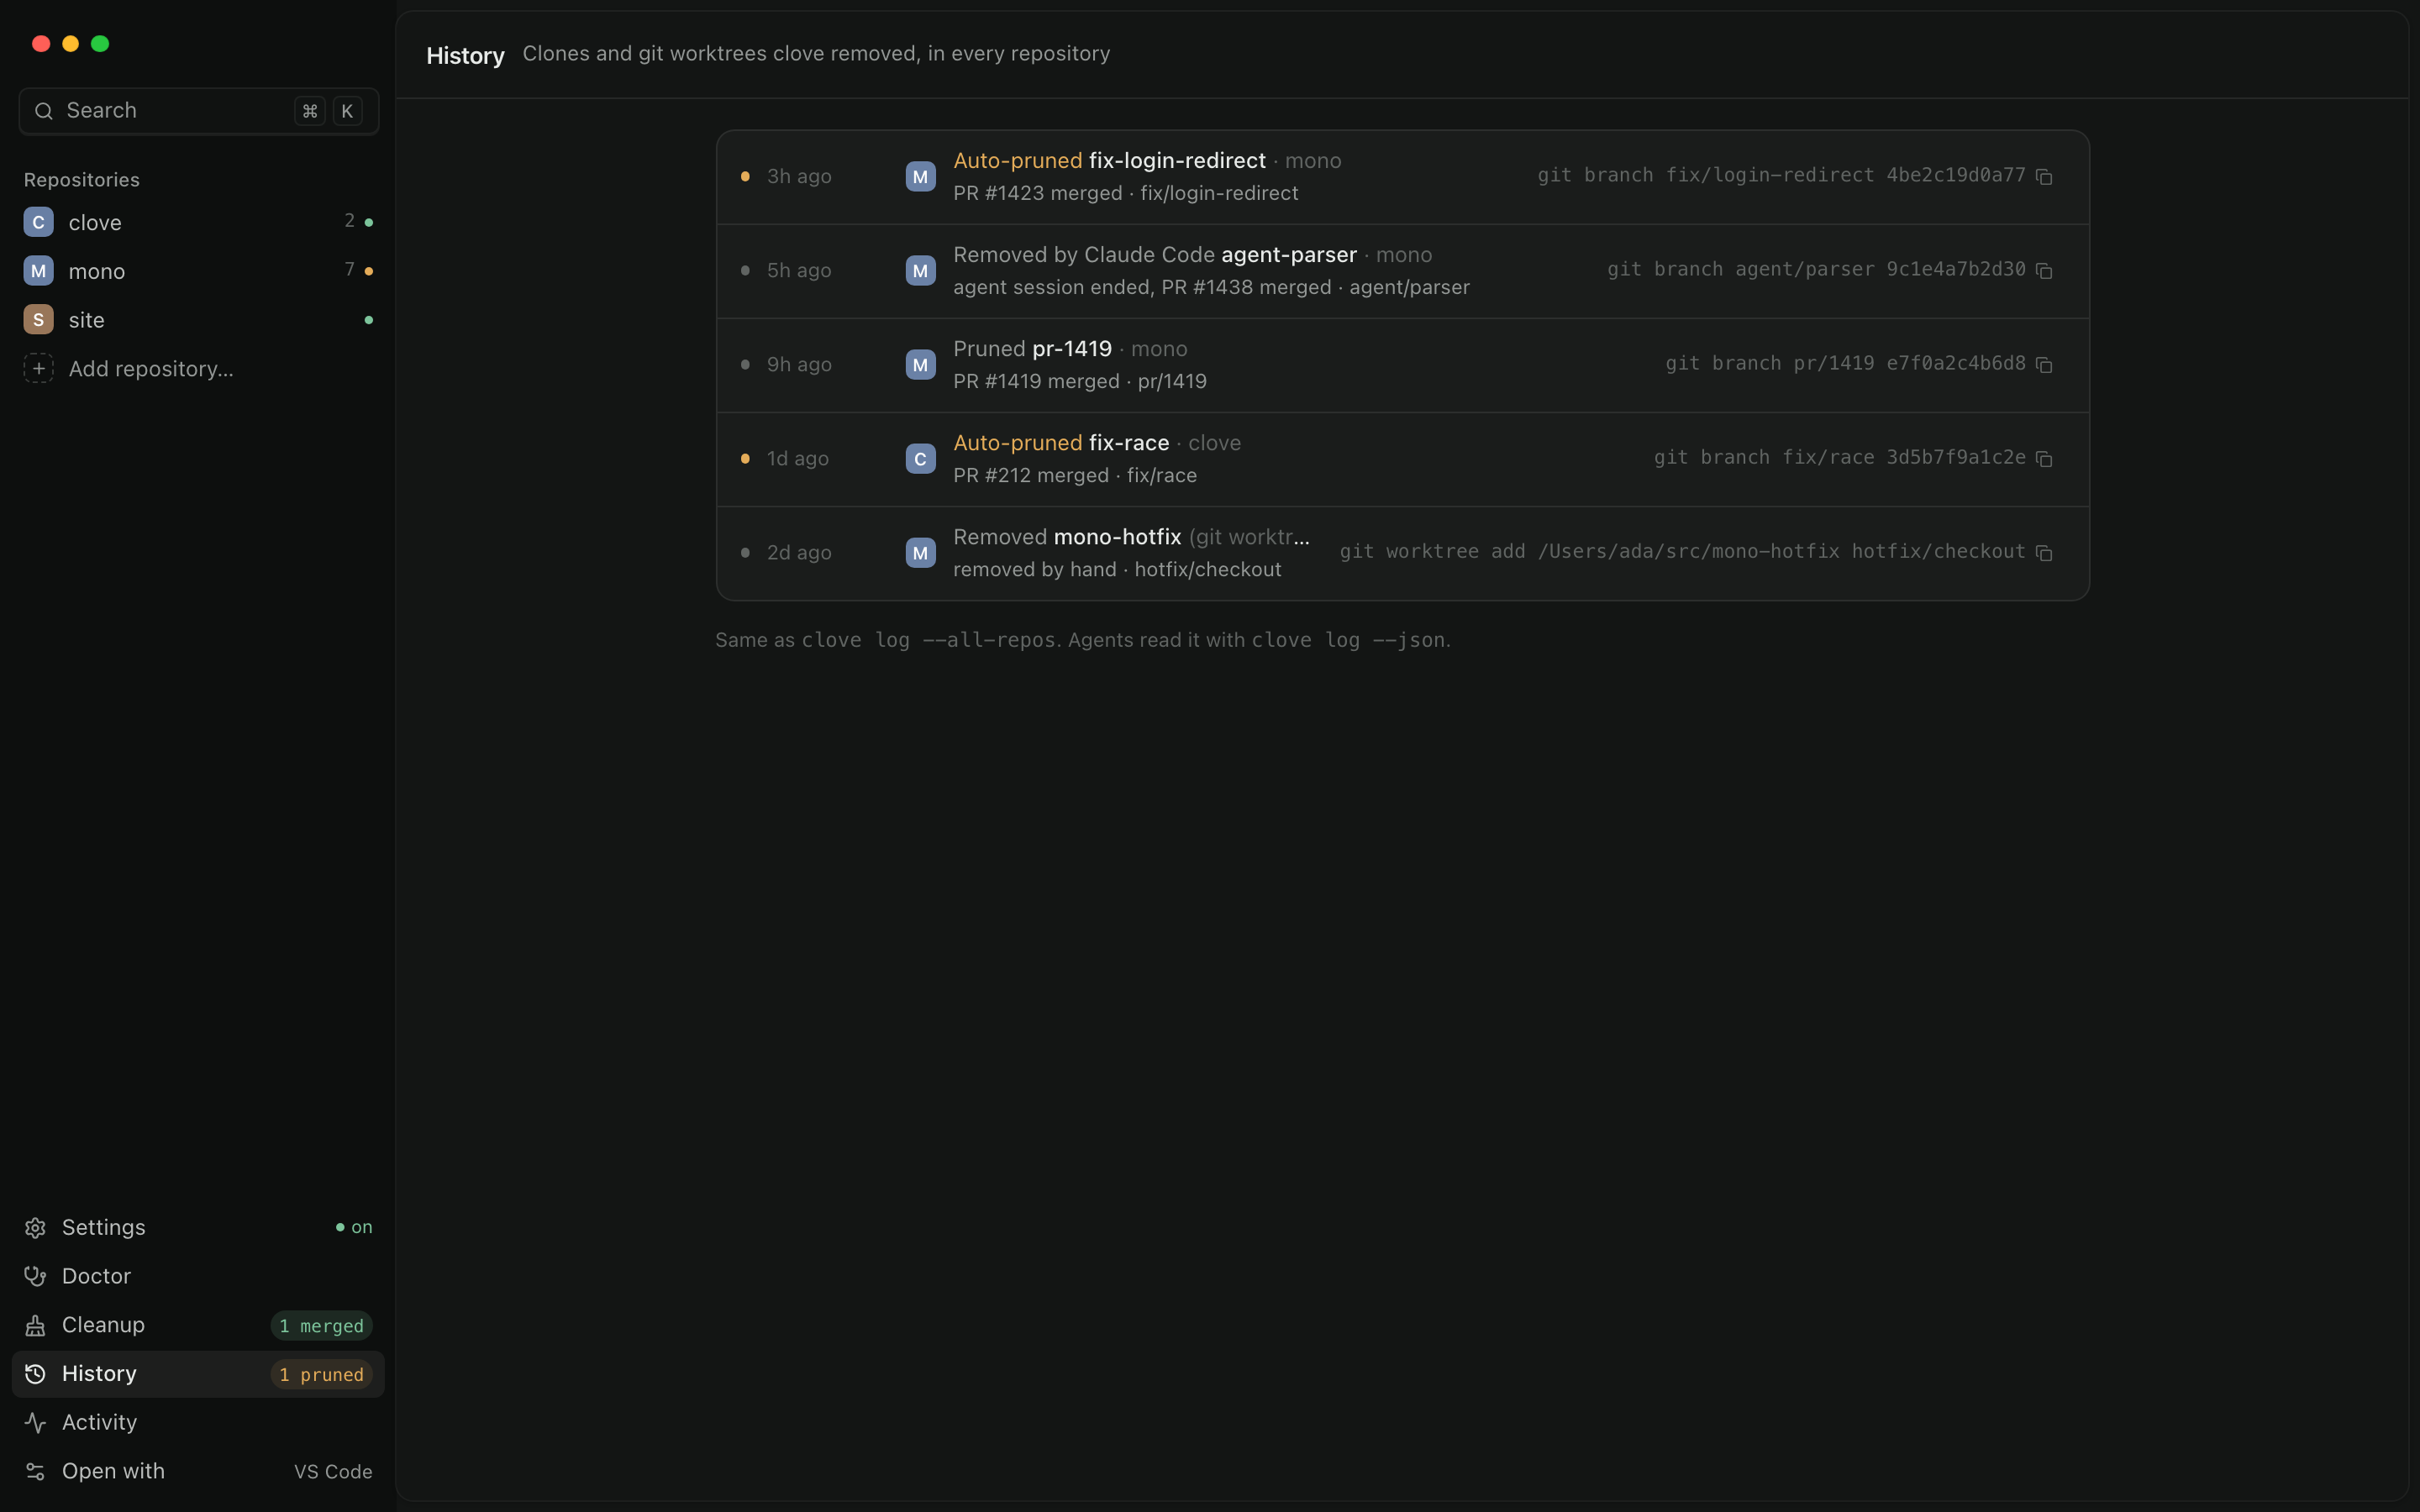 Search ⌘ K
Repositories
C clove 2
M mono 7
S site
+ Add repository...
Settings on
Doctor
Cleanup 1 merged
History 1 pruned
Activity
Open with VS Code
History Clones and git worktrees clove removed, in every repository
3h ago M Auto-pruned fix-login-redirect · mono git branch fix/login-redirect 4be2c19d0a77
PR #1423 merged · fix/login-redirect
5h ago M Removed by Claude Code agent-parser · mono git branch agent/parser 9c1e4a7b2d30
agent session ended, PR #1438 merged · agent/parser
9h ago M Pruned pr-1419 · mono git branch pr/1419 e7f0a2c4b6d8
PR #1419 merged · pr/1419
1d ago C Auto-pruned fix-race · clove git branch fix/race 3d5b7f9a1c2e
PR #212 merged · fix/race
2d ago M Removed mono-hotfix (git worktr... git worktree add /Users/ada/src/mono-hotfix hotfix/checkout
removed by hand · hotfix/checkout
Same as clove log --all-repos. Agents read it with clove log --json.